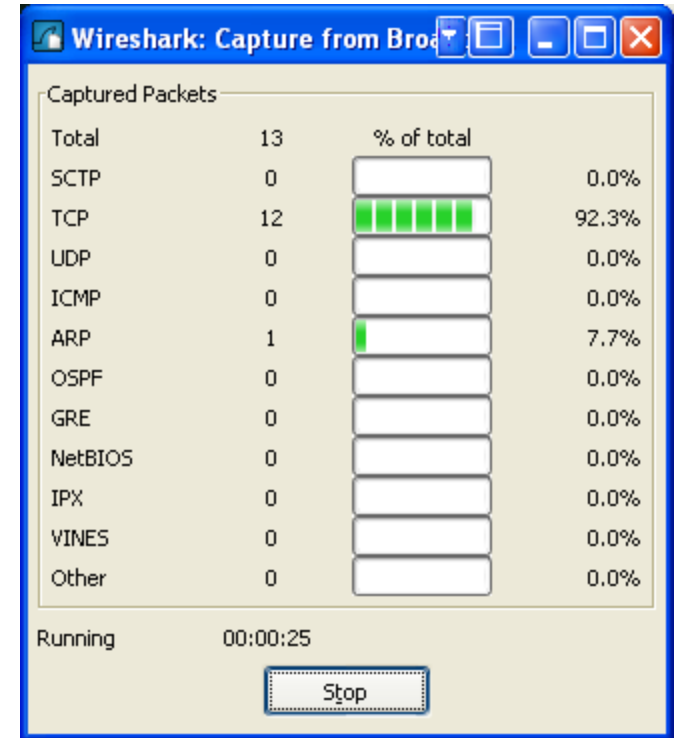 Wireshark: Capture from Broa
Captured Packets
Total 13 % of total
SCTP 0 0.0%
TCP 12 92.3%
UDP 0 0.0%
ICMP 0 0.0%
ARP 1 7.7%
OSPF 0 0.0%
GRE 0 0.0%
NetBIOS 0 0.0%
IPX 0 0.0%
VINES 0 0.0%
Other 0 0.0%
Running 00:00:25
Stop